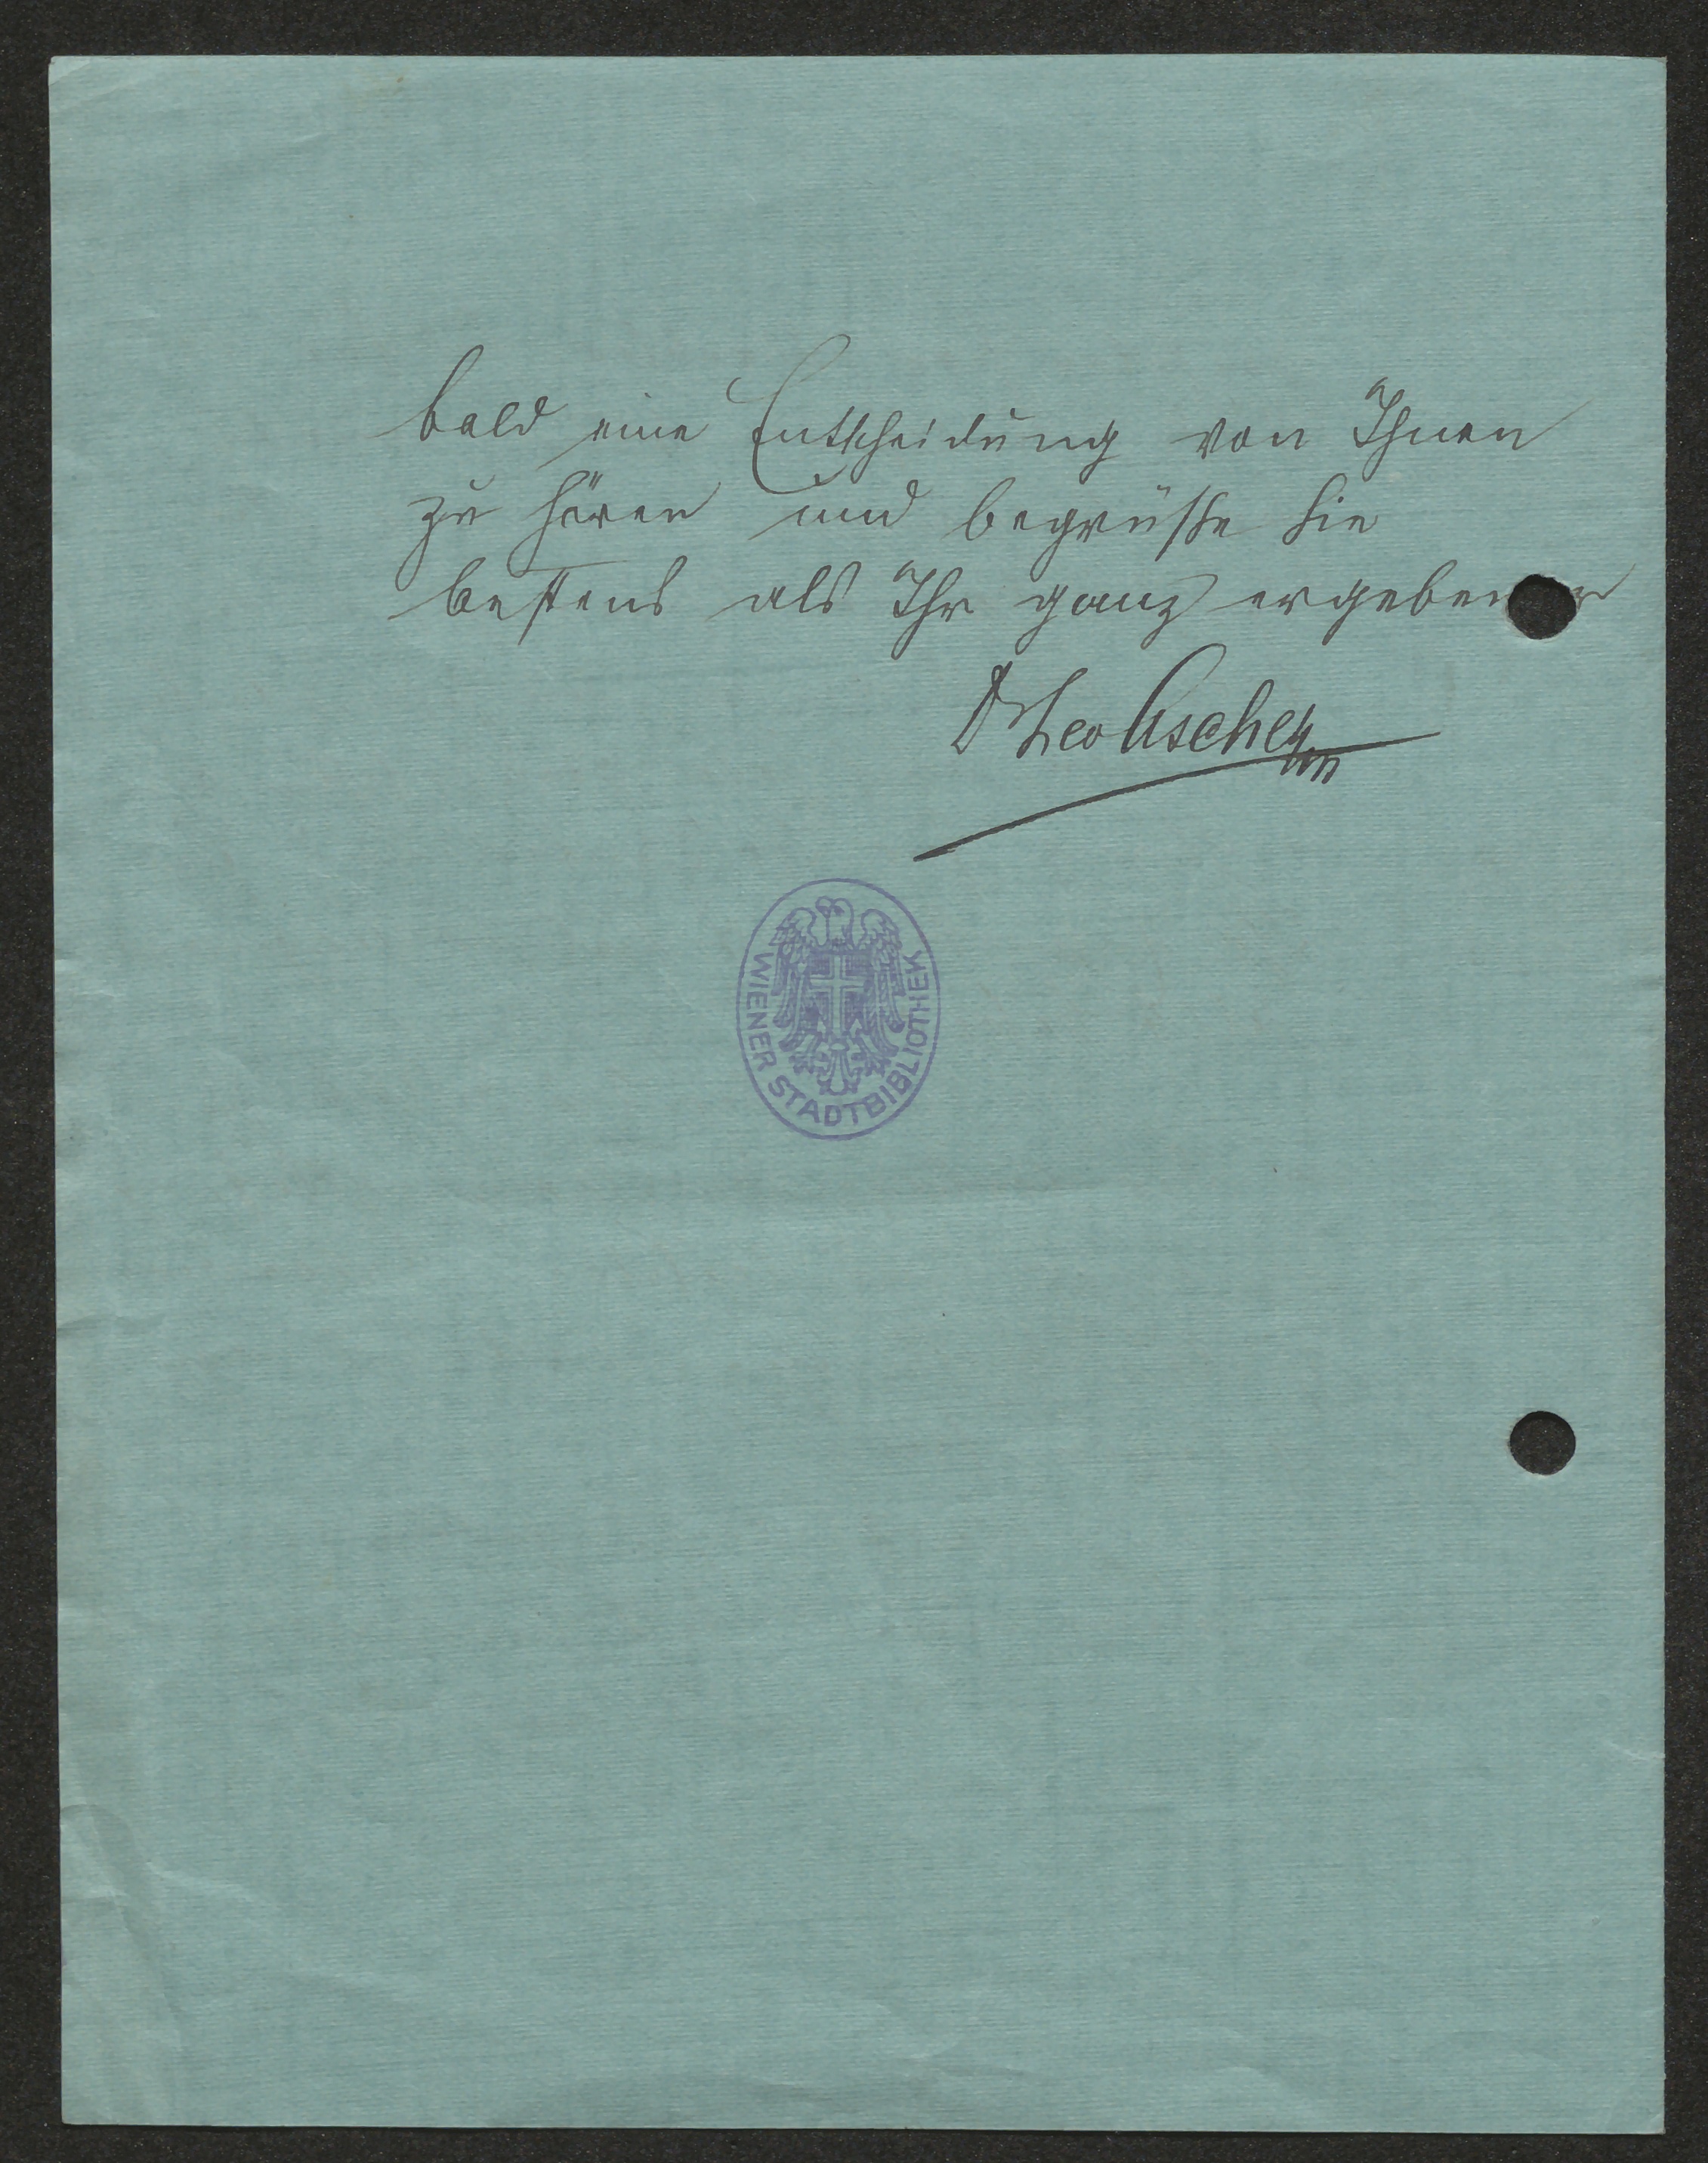 bald eine Entscheidung von Ihnen
zu hören und begrüße Sie
bestens als Ihr ganz ergebener
Dr Leo Ascher
WIENER STADTBIBLIOTHEK